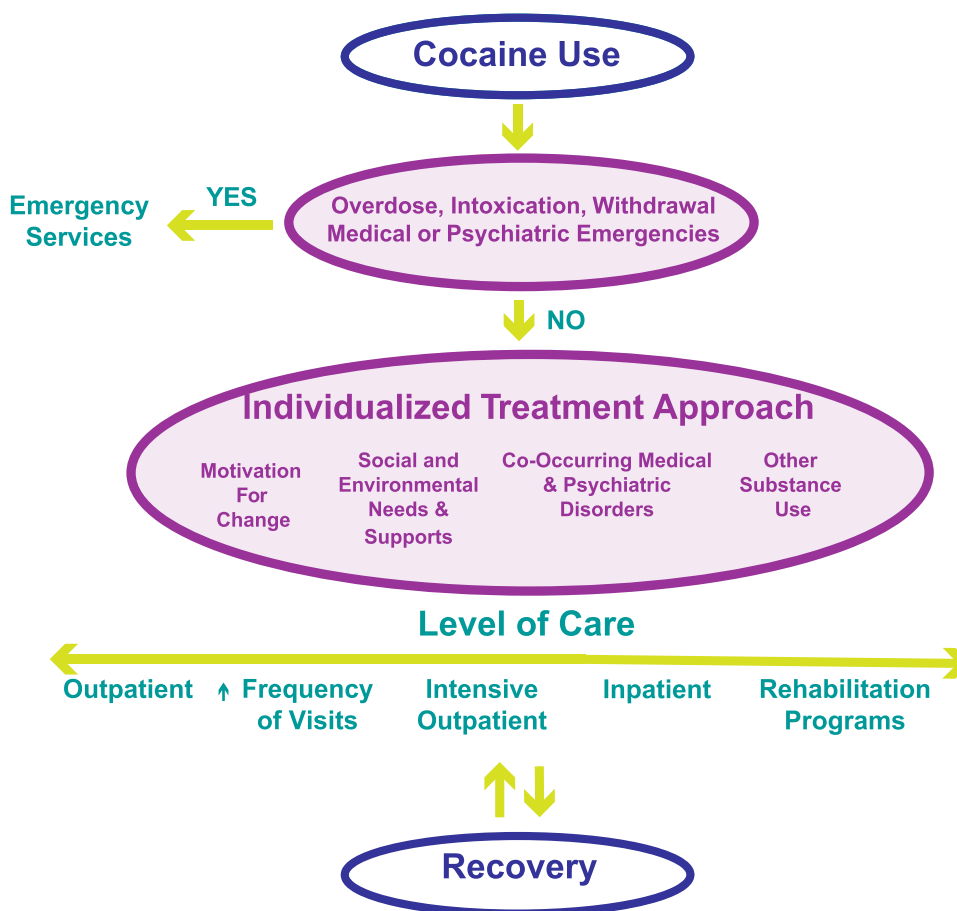 Cocaine Use
Overdose, Intoxication, Withdrawal
Medical or Psychiatric Emergencies
YES
Emergency
Services
NO
Individualized Treatment Approach
Motivation
For
Change
Social and
Environmental
Needs &
Supports
Co-Occurring Medical
& Psychiatric
Disorders
Other
Substance
Use
Level of Care
Outpatient
↑ Frequency
of Visits
Intensive
Outpatient
Inpatient
Rehabilitation
Programs
Recovery